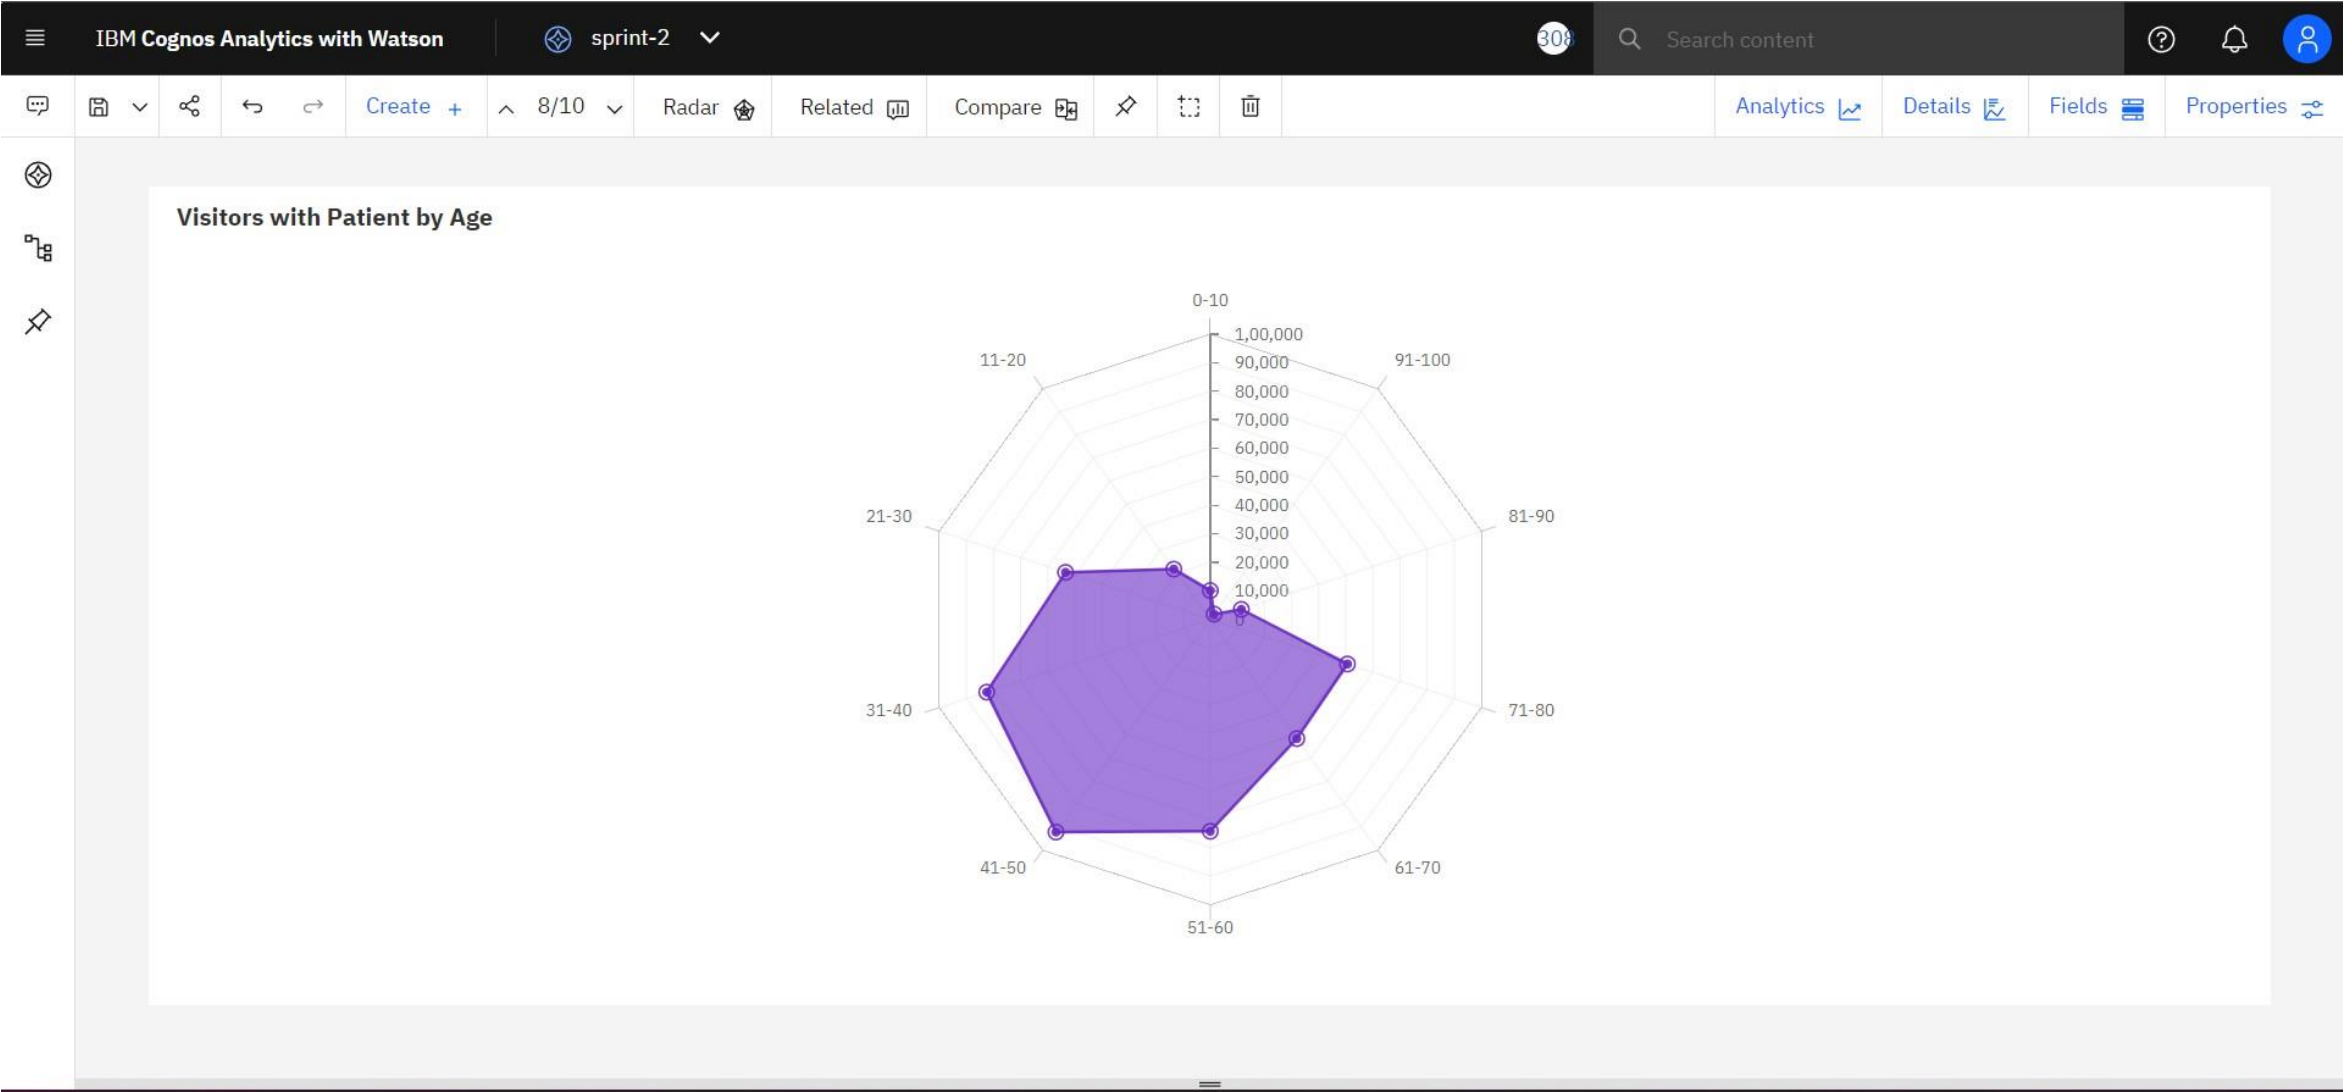 IBM Cognos Analytics with Watson
sprint-2
308
Search content
Create +
8/10
Radar
Related
Compare
Analytics
Details
Fields
Properties
Visitors with Patient by Age
0-10
1,00,000
11-20
91-100
90,000
80,000
70,000
60,000
50,000
21-30
81-90
40,000
30,000
20,000
10,000
0
31-40
71-80
41-50
61-70
51-60